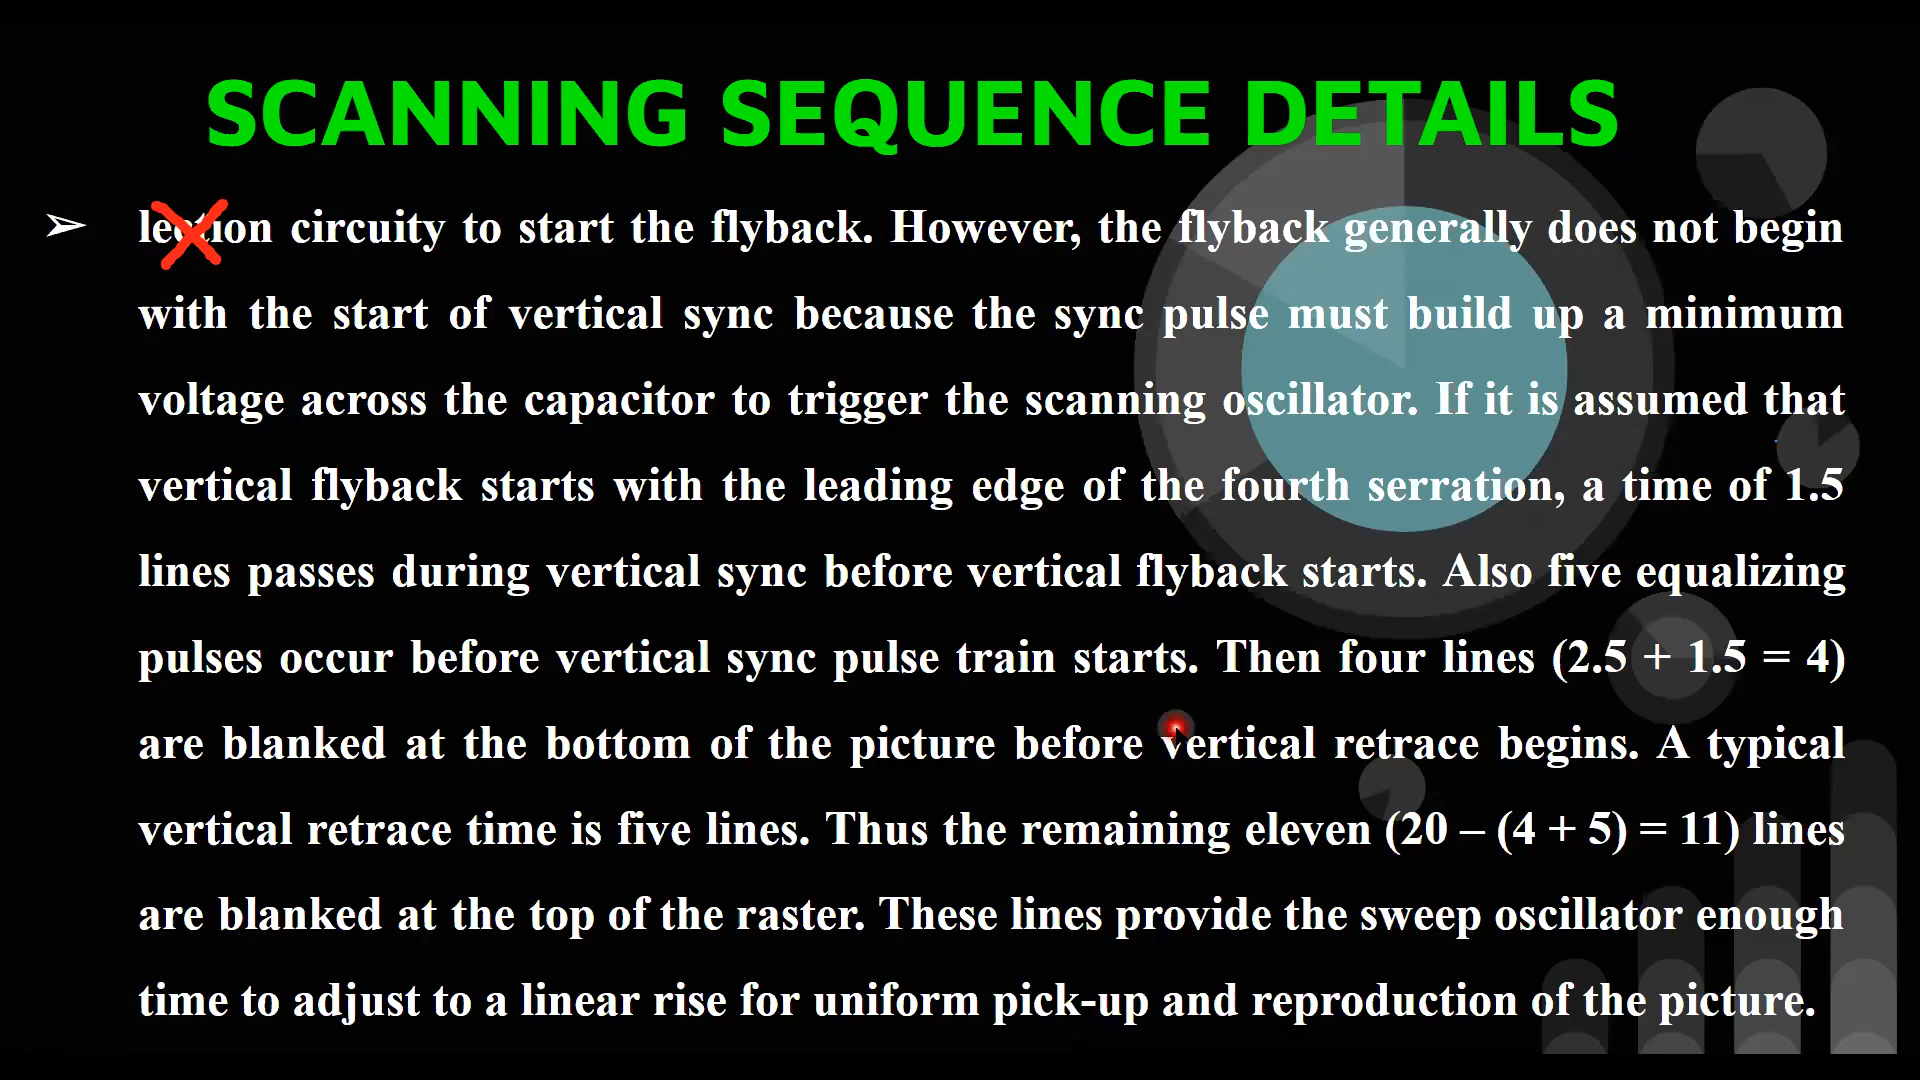 SCANNING SEQUENCE DETAILS
➢ lection circuity to start the flyback. However, the flyback generally does not begin
with the start of vertical sync because the sync pulse must build up a minimum
voltage across the capacitor to trigger the scanning oscillator. If it is assumed that
vertical flyback starts with the leading edge of the fourth serration, a time of 1.5
lines passes during vertical sync before vertical flyback starts. Also five equalizing
pulses occur before vertical sync pulse train starts. Then four lines (2.5 + 1.5 = 4)
are blanked at the bottom of the picture before vertical retrace begins. A typical
vertical retrace time is five lines. Thus the remaining eleven (20 – (4 + 5) = 11) lines
are blanked at the top of the raster. These lines provide the sweep oscillator enough
time to adjust to a linear rise for uniform pick-up and reproduction of the picture.